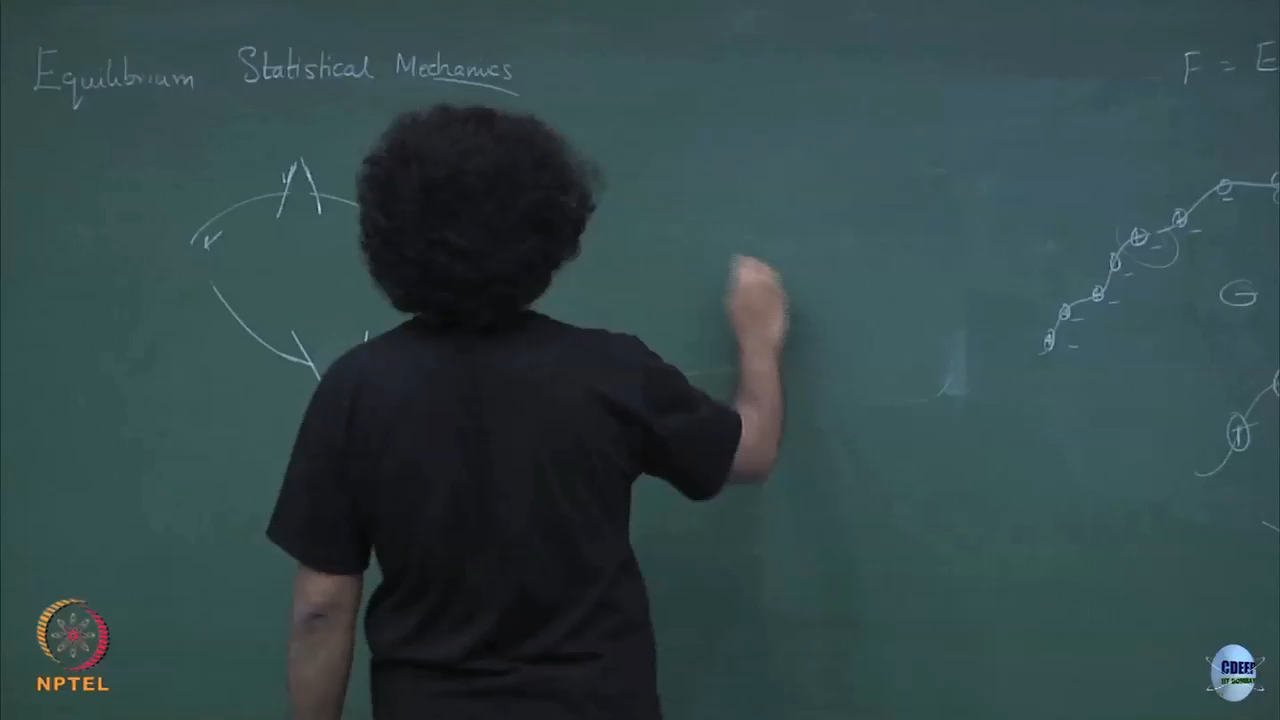 Equilibrium Statistical Mechanics
F = E
G
NPTEL
CDEEP
IIT BOMBAY